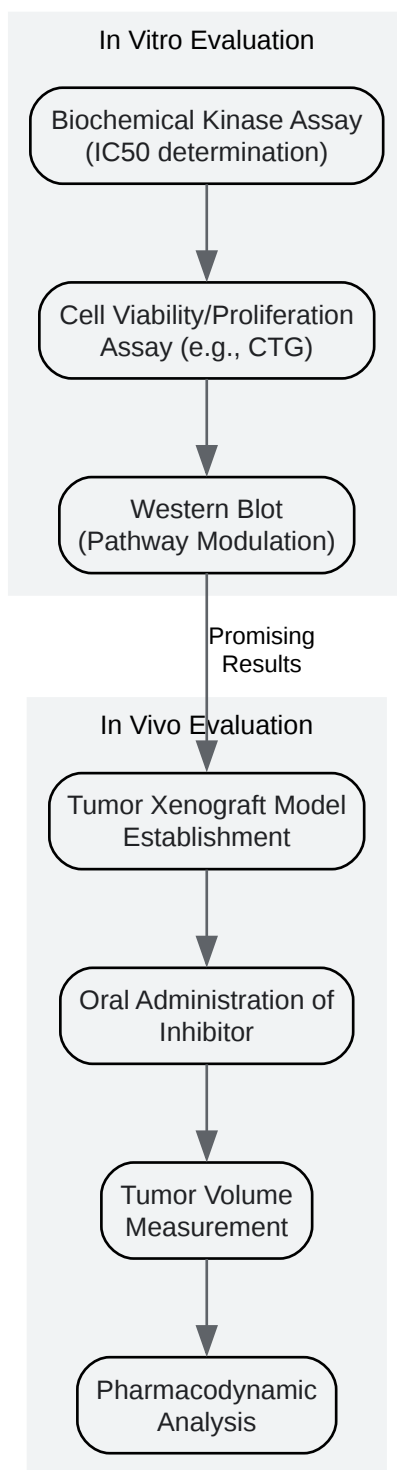 In Vitro Evaluation
Biochemical Kinase Assay
(IC50 determination)
Cell Viability/Proliferation
Assay (e.g., CTG)
Western Blot
(Pathway Modulation)
Promising
Results
In Vivo Evaluation
Tumor Xenograft Model
Establishment
Oral Administration of
Inhibitor
Tumor Volume
Measurement
Pharmacodynamic
Analysis